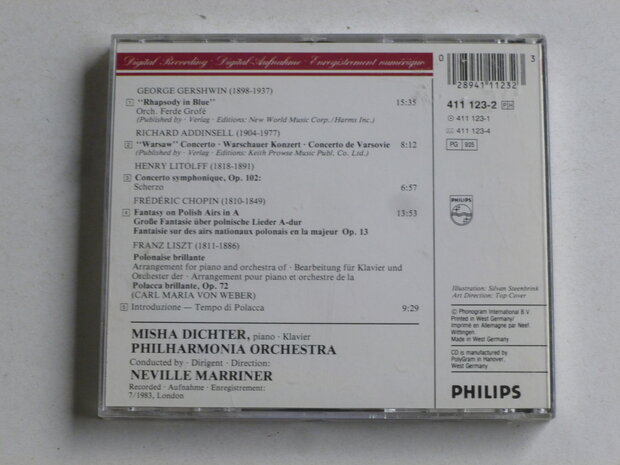 Digital Recording · Digital-Aufnahme · Enregistrement numérique
GEORGE GERSHWIN (1898-1937)
1 "Rhapsody in Blue" 15:35
Orch. Ferde Grofé
(Published by · Verlag · Editions: New World Music Corp./Harms Inc.)
RICHARD ADDINSELL (1904-1977)
2 "Warsaw" Concerto · Warschauer Konzert · Concerto de Varsovie 8:12
(Published by · Verlag · Editions: Keith Prowse Music Publ. Co. Ltd.)
HENRY LITOLFF (1818-1891)
3 Concerto symphonique, Op. 102:
Scherzo 6:57
FRÉDÉRIC CHOPIN (1810-1849)
4 Fantasy on Polish Airs in A 13:53
Große Fantasie über polnische Lieder A-dur
Fantaisie sur des airs nationaux polonais en la majeur Op. 13
FRANZ LISZT (1811-1886)
Polonaise brillante
Arrangement for piano and orchestra of · Bearbeitung für Klavier und
Orchester der · Arrangement pour piano et orchestre de la
Polacca brillante, Op. 72
(CARL MARIA VON WEBER)
5 Introduzione — Tempo di Polacca 9:29
MISHA DICHTER, piano · Klavier
PHILHARMONIA ORCHESTRA
Conducted by · Dirigent · Direction:
NEVILLE MARRINER
Recorded · Aufnahme · Enregistrement:
7/1983, London
0 28941 11232 3
411 123-2 PH
411 123-1
411 123-4
PG 925
PHILIPS
Illustration: Silvan Steenbrink
Art Direction: Top Cover
Ⓟ Phonogram International B.V.
Printed in West Germany/
imprimé en Allemagne par Neef,
Wittingen.
Made in West Germany
CD is manufactured by
PolyGram in Hanover,
West Germany
PHILIPS